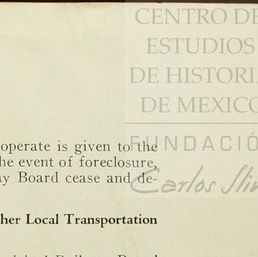 CENTRO DE
ESTUDIOS
DE HISTORI
DE MEXICO
FUNDACIÓ
Carlos Slim
operate is given to the
he event of foreclosure,
ay Board cease and de-
her Local Transportation